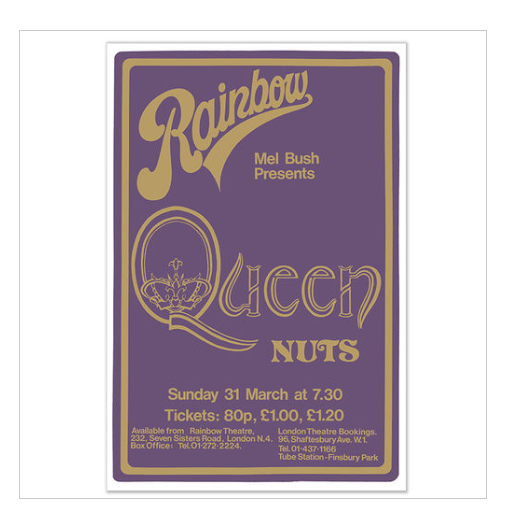 Rainbow
Mel Bush
Presents
Queen
NUTS
Sunday 31 March at 7.30
Tickets: 80p, £1.00, £1.20
Available from Rainbow Theatre,
232, Seven Sisters Road, London N.4.
Box Office: Tel.01-272-2224.
London Theatre Bookings.
96, Shaftesbury Ave. W.1.
Tel. 01-437-1166
Tube Station-Finsbury Park